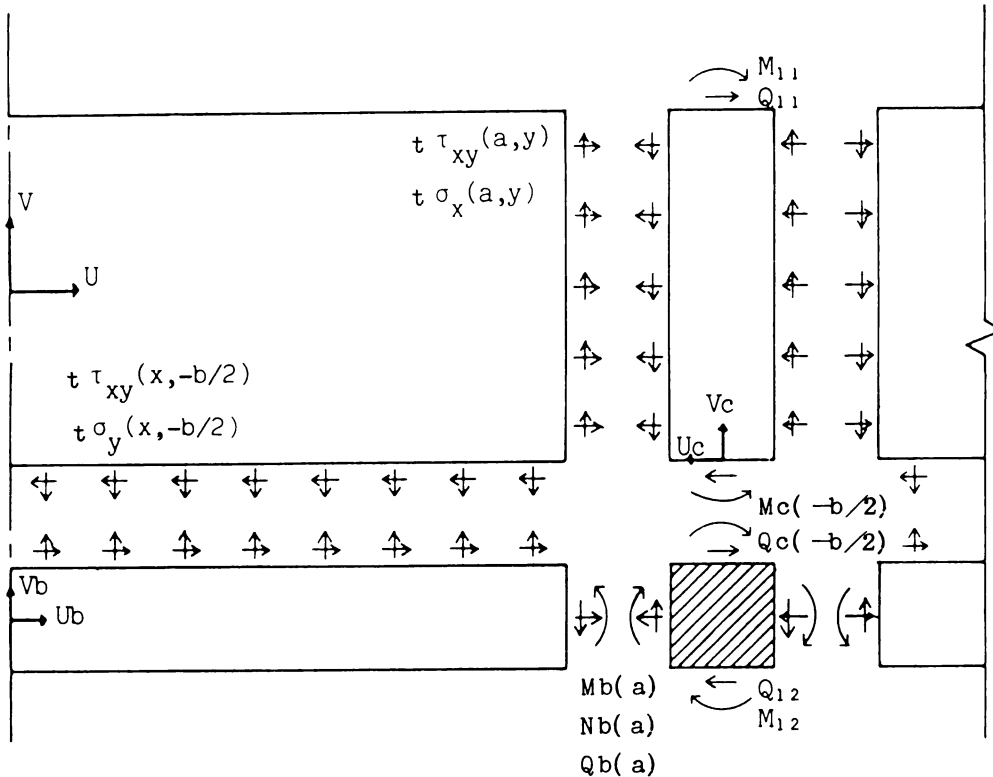 M₁₁
Q₁₁
t τxy(a,y)
t σx(a,y)
V
U
t τxy(x,-b/2)
t σy(x,-b/2)
Vc
Uc
Mc(-b/2)
Qc(-b/2)
Vb
Ub
Mb(a)
Nb(a)
Qb(a)
Q₁₂
M₁₂